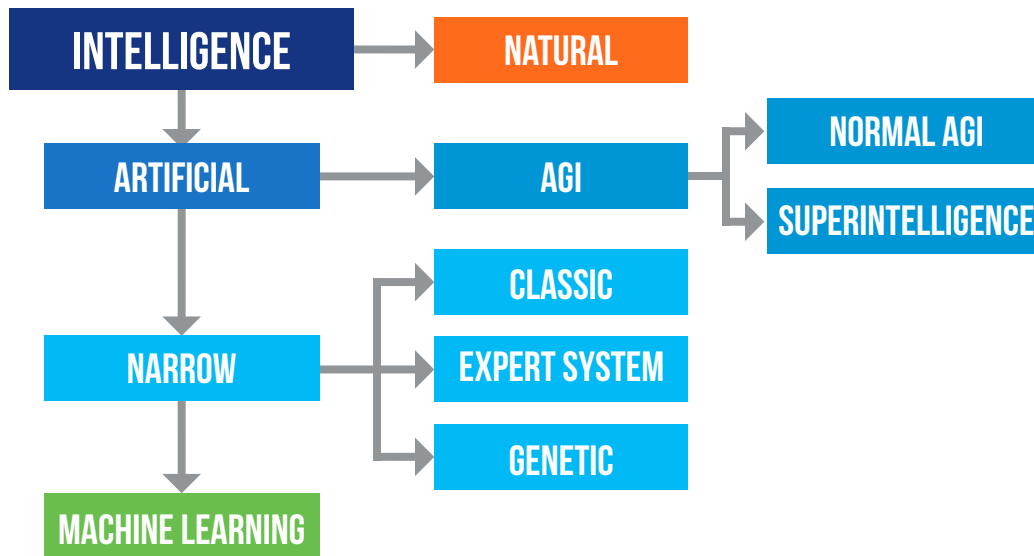 INTELLIGENCE
NATURAL
ARTIFICIAL
AGI
NORMAL AGI
SUPERINTELLIGENCE
NARROW
CLASSIC
EXPERT SYSTEM
GENETIC
MACHINE LEARNING